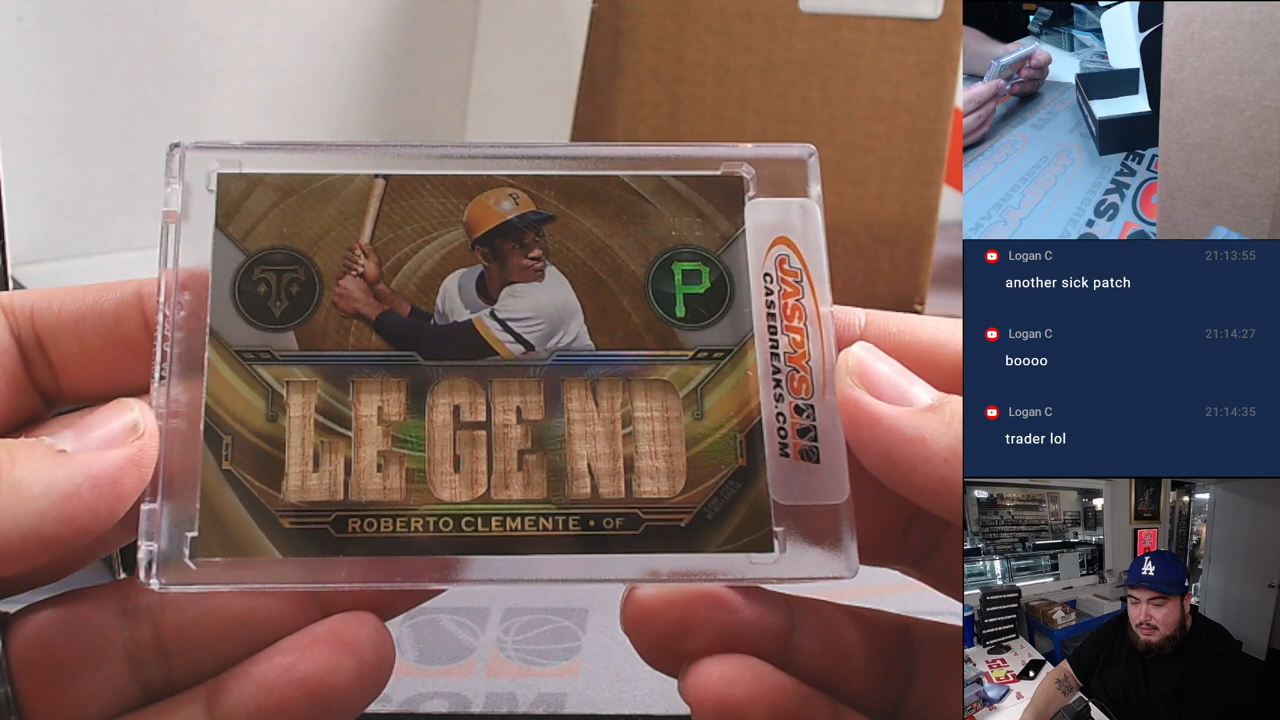 P
T
P
LEGEND
ROBERTO CLEMENTE • OF
JASPYS
CASEBREAKS.COM
Logan C 21:13:55
another sick patch
Logan C 21:14:27
boooo
Logan C 21:14:35
trader lol
LA